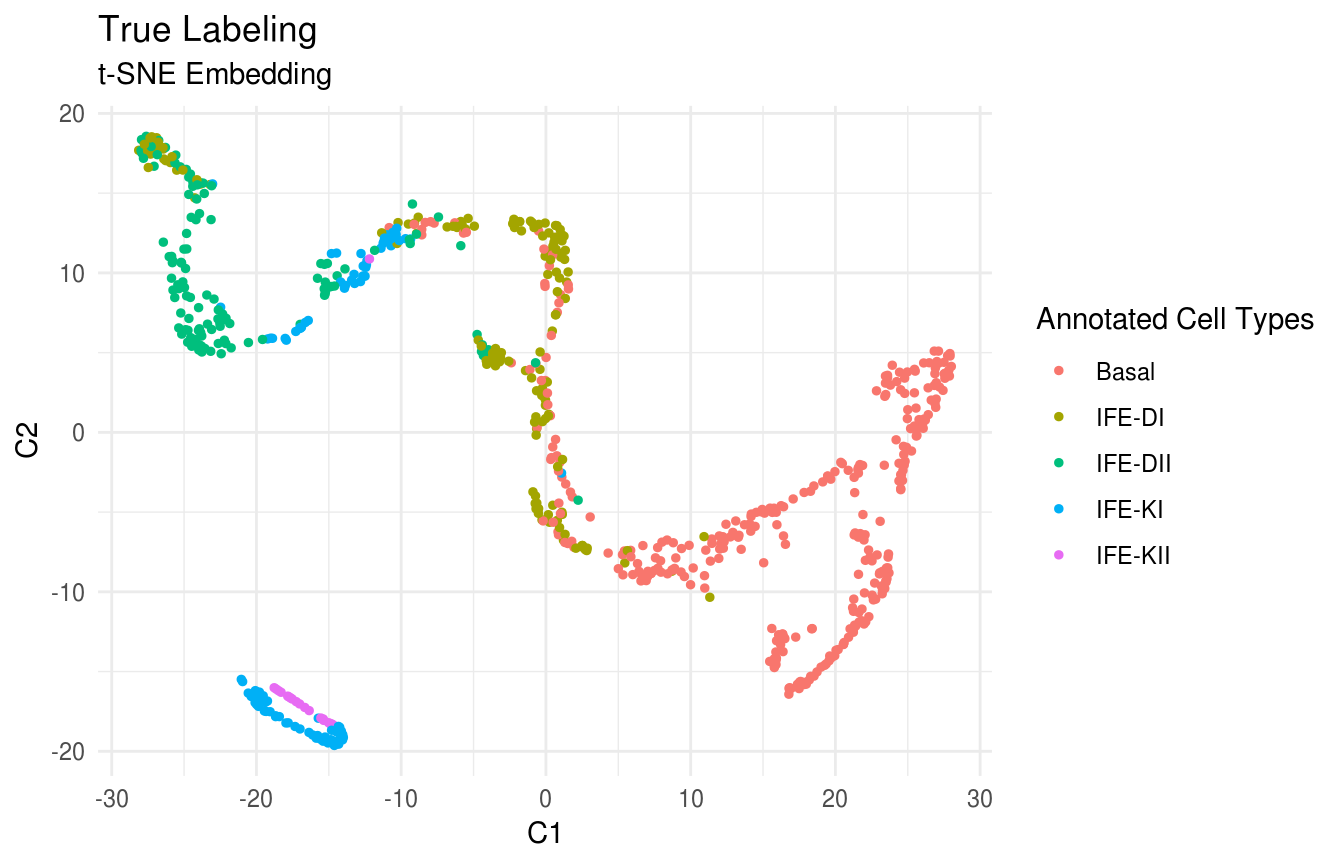 True Labeling
t-SNE Embedding
20
10
0
-10
-20
C2
-30
-20
-10
0
10
20
30
C1
Annotated Cell Types
Basal
IFE-DI
IFE-DII
IFE-KI
IFE-KII